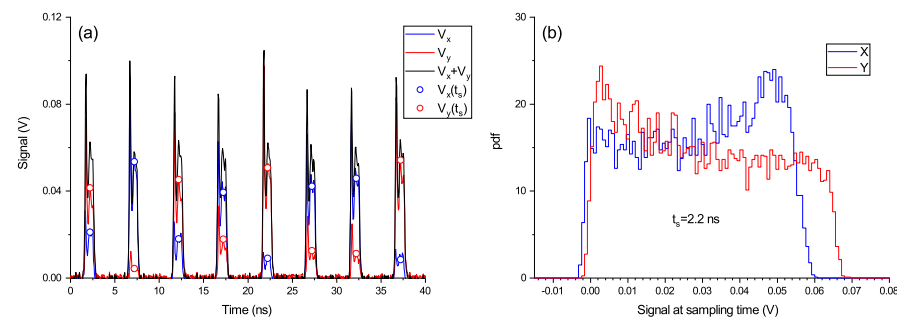 (a)
0.12
0.08
0.04
0.00
Signal (V)
0 5 10 15 20 25 30 35 40
Time (ns)
Vx
Vy
Vx+Vy
Vx(ts)
Vy(ts)
(b)
30
20
10
0
pdf
X
Y
ts=2.2 ns
-0.01 0.00 0.01 0.02 0.03 0.04 0.05 0.06 0.07 0.08
Signal at sampling time (V)